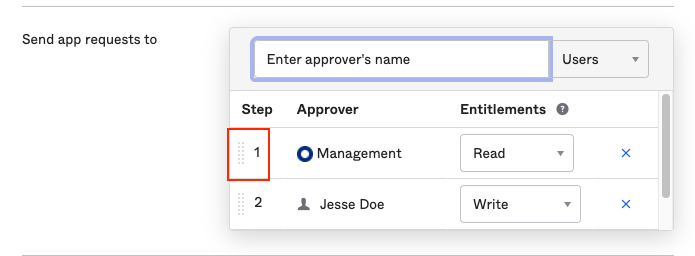 Send app requests to
Enter approver's name Users
Step Approver Entitlements ?
1 Management Read
2 Jesse Doe Write